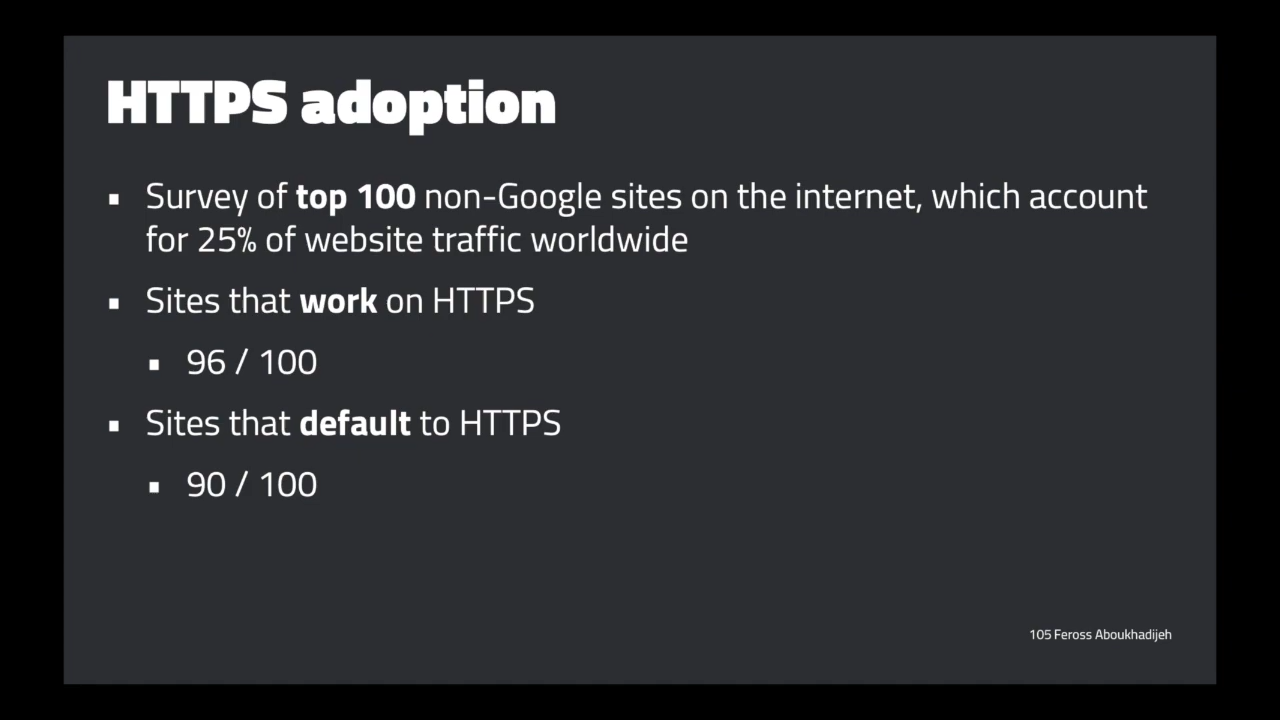 HTTPS adoption
▪ Survey of top 100 non-Google sites on the internet, which account
for 25% of website traffic worldwide
▪ Sites that work on HTTPS
▪ 96 / 100
▪ Sites that default to HTTPS
▪ 90 / 100
105 Feross Aboukhadijeh